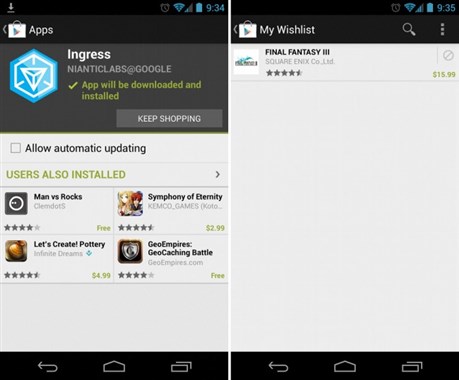 9:34
Apps
Ingress
NIANTICLABS@GOOGLE
App will be downloaded and
installed
KEEP SHOPPING
Allow automatic updating
USERS ALSO INSTALLED
Man vs Rocks
ClemdotS
Free
Symphony of Eternity
KEMCO_GAMES (Koto...
$2.99
Let's Create! Pottery
Infinite Dreams
$4.99
GeoEmpires:
GeoCaching Battle
GeoEmpires.com
Free
9:35
My Wishlist
FINAL FANTASY III
SQUARE ENIX Co.,Ltd.
$15.99